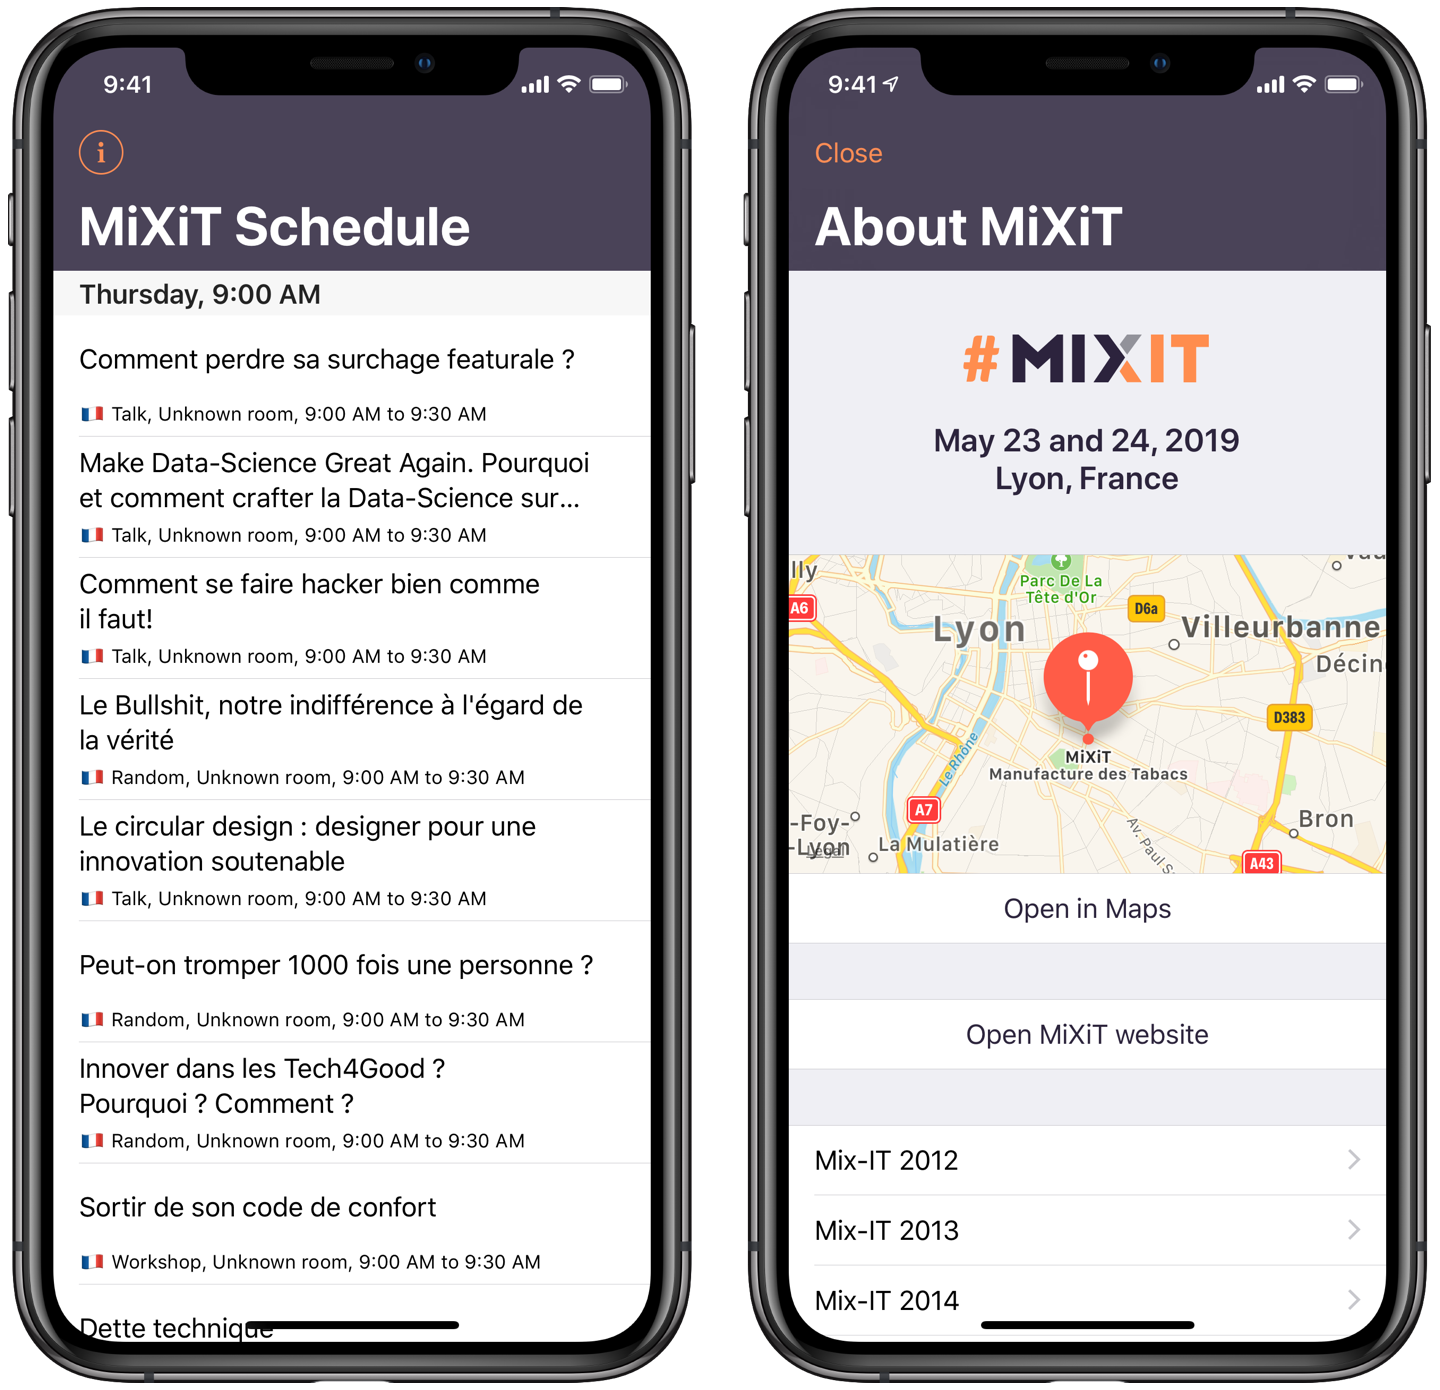 9:41
i
MiXiT Schedule
Thursday, 9:00 AM
Comment perdre sa surchage featurale ?
Talk, Unknown room, 9:00 AM to 9:30 AM
Make Data-Science Great Again. Pourquoi
et comment crafter la Data-Science sur...
Talk, Unknown room, 9:00 AM to 9:30 AM
Comment se faire hacker bien comme
il faut!
Talk, Unknown room, 9:00 AM to 9:30 AM
Le Bullshit, notre indifférence à l'égard de
la vérité
Random, Unknown room, 9:00 AM to 9:30 AM
Le circular design : designer pour une
innovation soutenable
Talk, Unknown room, 9:00 AM to 9:30 AM
Peut-on tromper 1000 fois une personne ?
Random, Unknown room, 9:00 AM to 9:30 AM
Innover dans les Tech4Good ?
Pourquoi ? Comment ?
Random, Unknown room, 9:00 AM to 9:30 AM
Sortir de son code de confort
Workshop, Unknown room, 9:00 AM to 9:30 AM
Dette technique
9:41
Close
About MiXiT
#MIXIT
May 23 and 24, 2019
Lyon, France
lly
Parc De La
Tête d'Or
A6
D6a
Lyon
Villeurbanne
Décin
D383
MiXiT
Manufacture des Tabacs
Le Rhône
A7
-Foy-
-Lyon
Legal
La Mulatière
Av. Paul S
Bron
A43
Open in Maps
Open MiXiT website
Mix-IT 2012
Mix-IT 2013
Mix-IT 2014